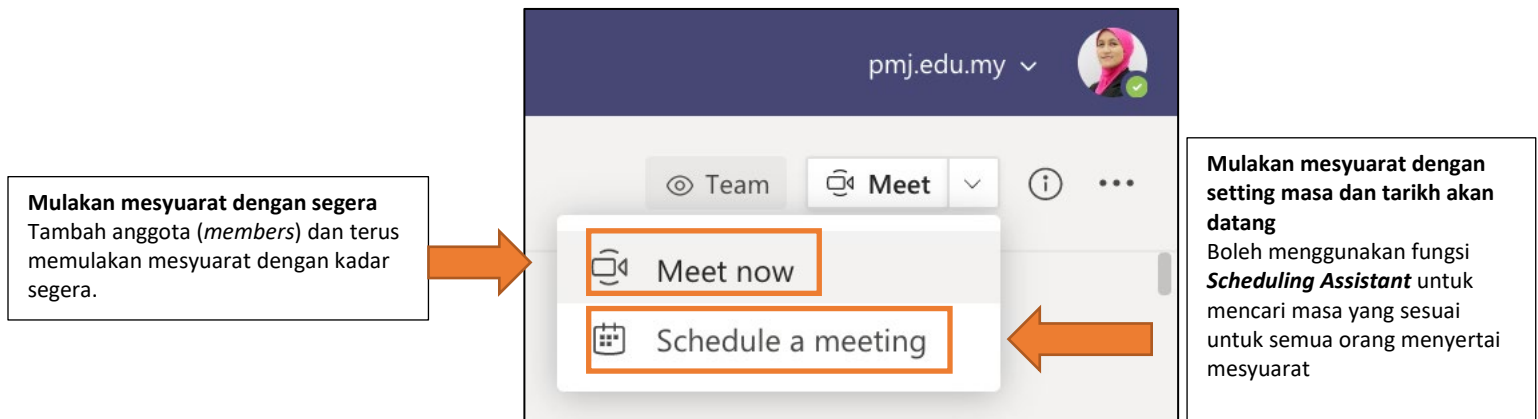 pmj.edu.my
Team
Meet
Mulakan mesyuarat dengan segera
Tambah anggota (members) dan terus
memulakan mesyuarat dengan kadar
segera.
Meet now
Schedule a meeting
Mulakan mesyuarat dengan
setting masa dan tarikh akan
datang
Boleh menggunakan fungsi
Scheduling Assistant untuk
mencari masa yang sesuai
untuk semua orang menyertai
mesyuarat